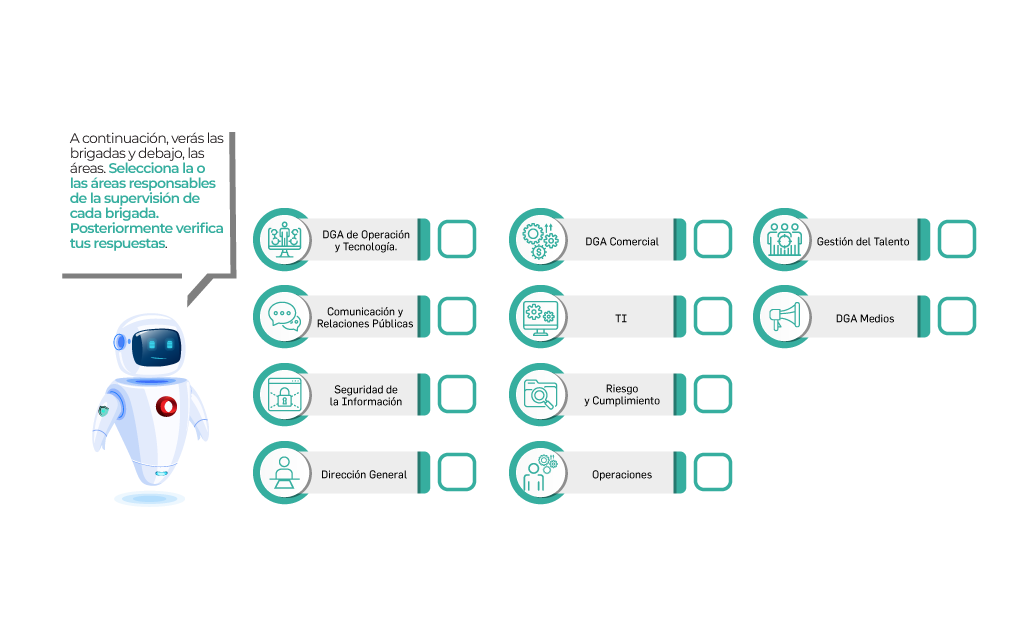 A continuación, verás las
brigadas y debajo, las
áreas. Selecciona la o
las áreas responsables
de la supervisión de
cada brigada.
Posteriormente verifica
tus respuestas.
DGA de Operación
y Tecnología.
DGA Comercial
Gestión del Talento
Comunicación y
Relaciones Públicas
TI
DGA Medios
Seguridad de
la Información
Riesgo
y Cumplimiento
Dirección General
Operaciones